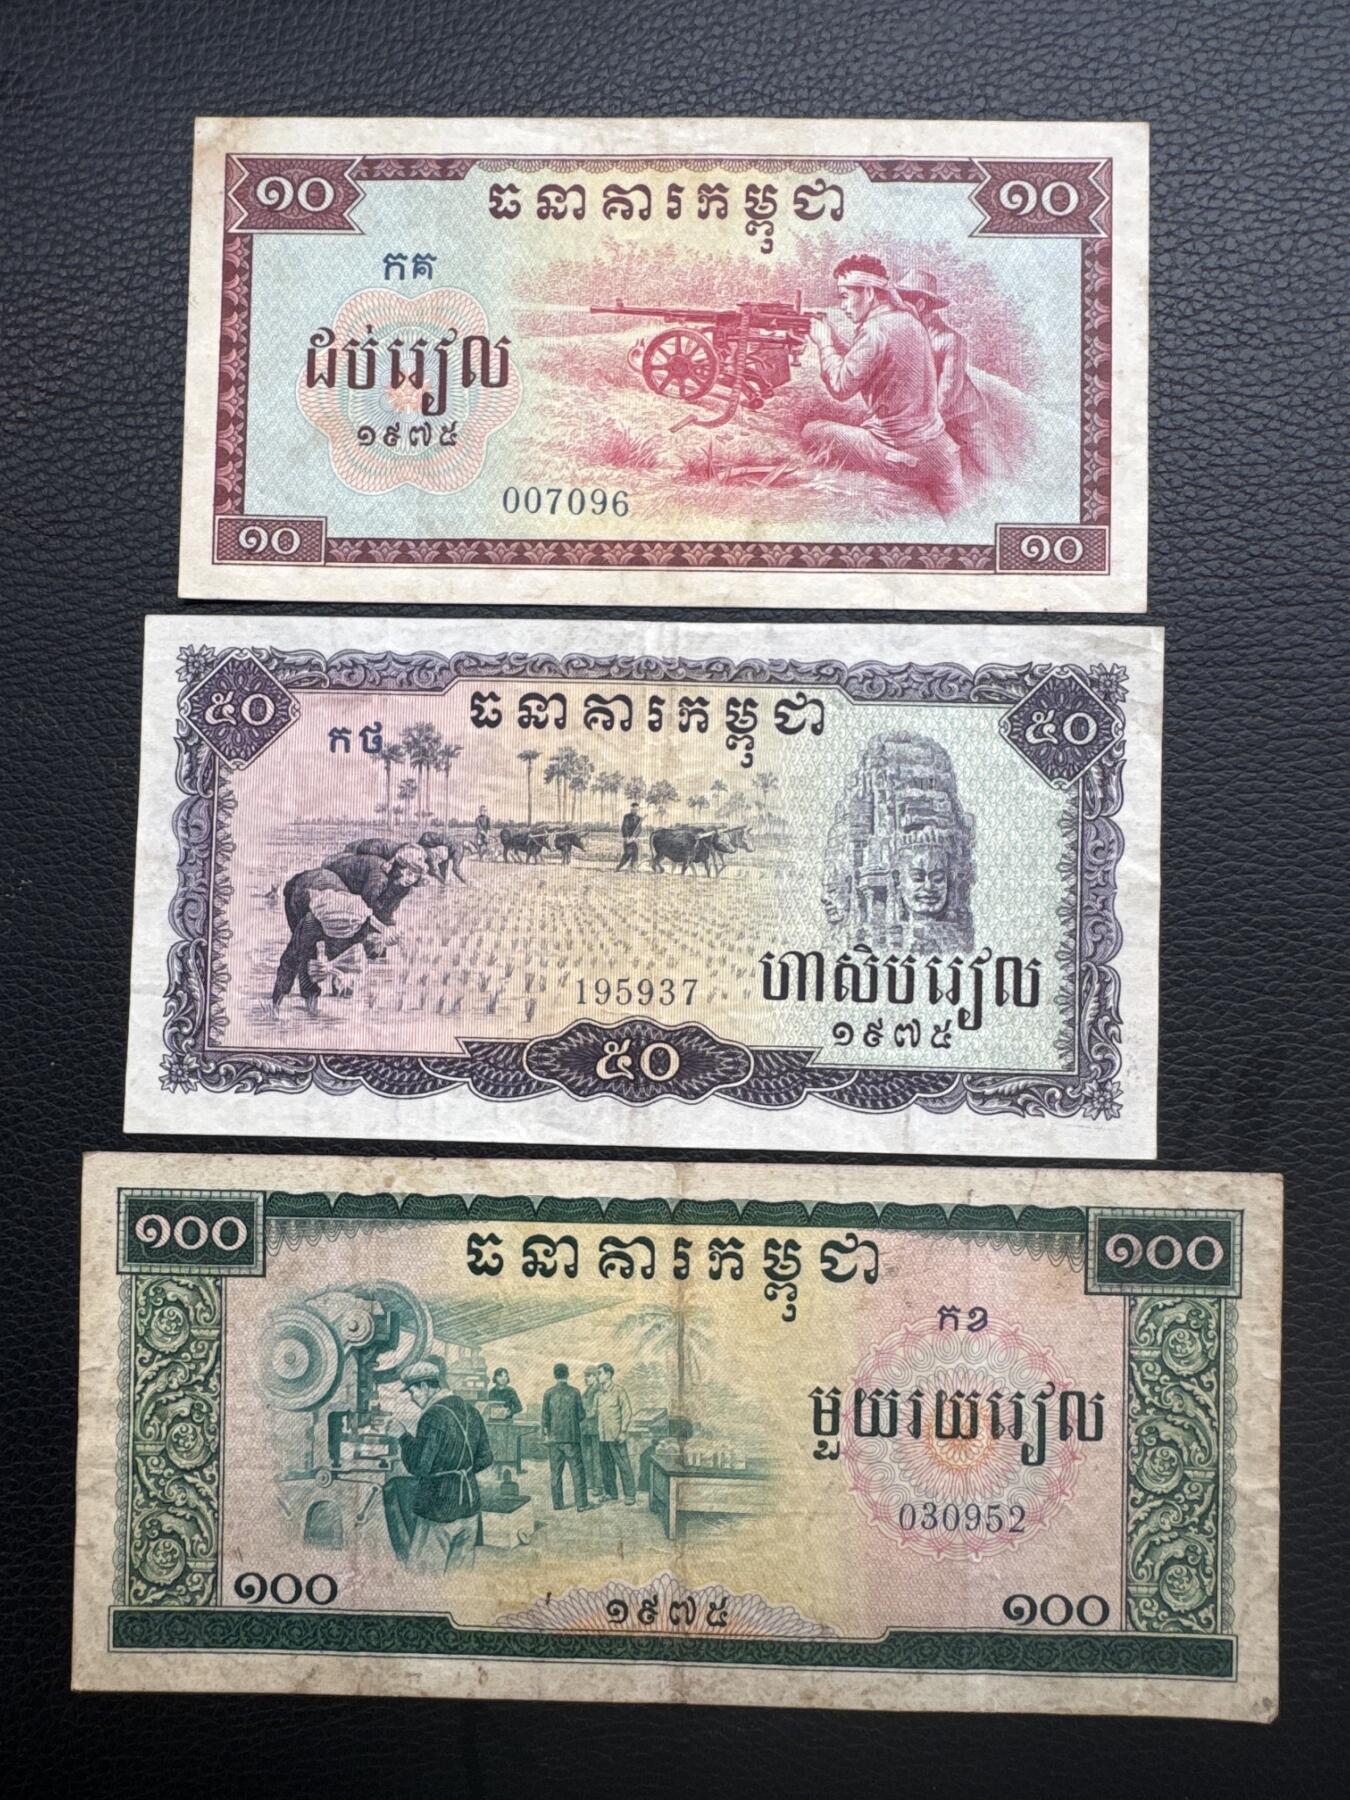 ១០
ធនាគារកម្ពុជា
១០
កគ
ដប់រៀល
១៩៧៥
007096
១០
១០
៥០
ធនាគារកម្ពុជា
៥០
កថ
195937
ហាសិបរៀល
១៩៧៥
៥០
១០០
ធនាគារកម្ពុជា
១០០
កខ
មួយរយរៀល
030952
១០០
១៩៧៥
១០០